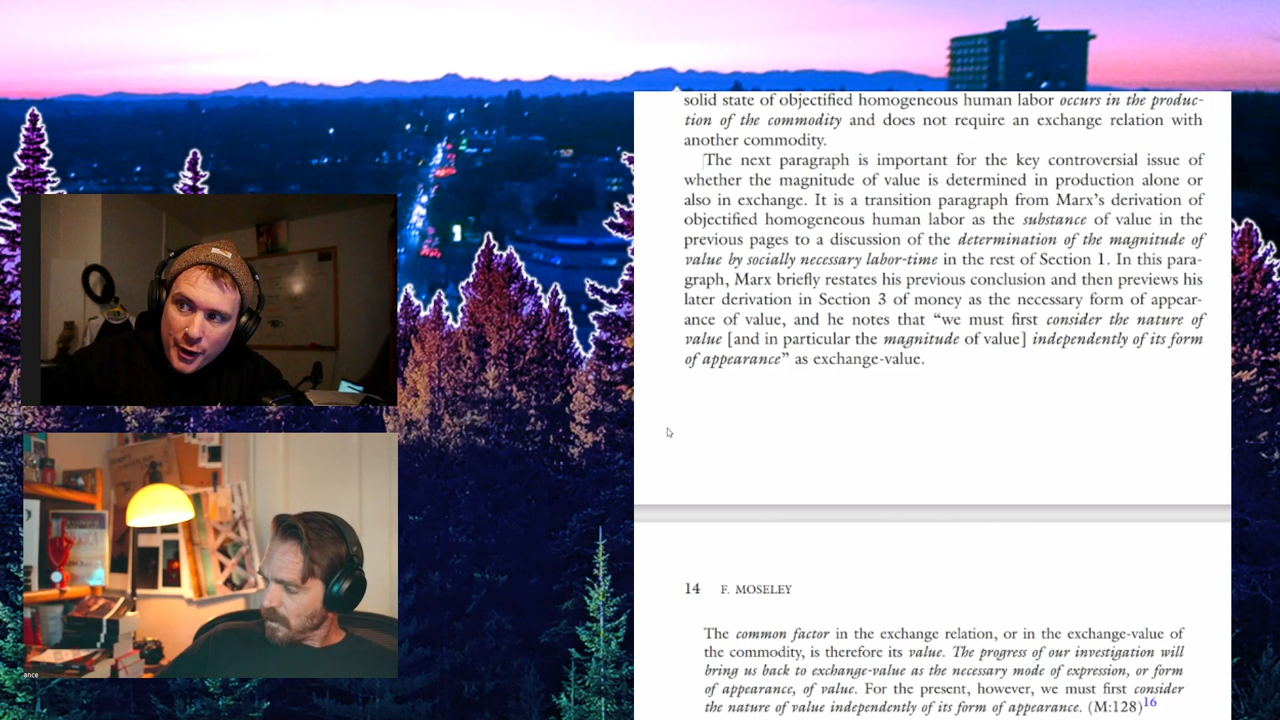 solid state of objectified homogeneous human labor occurs in the produc-
tion of the commodity and does not require an exchange relation with
another commodity.
The next paragraph is important for the key controversial issue of
whether the magnitude of value is determined in production alone or
also in exchange. It is a transition paragraph from Marx's derivation of
objectified homogeneous human labor as the substance of value in the
previous pages to a discussion of the determination of the magnitude of
value by socially necessary labor-time in the rest of Section 1. In this para-
graph, Marx briefly restates his previous conclusion and then previews his
later derivation in Section 3 of money as the necessary form of appear-
ance of value, and he notes that “we must first consider the nature of
value [and in particular the magnitude of value] independently of its form
of appearance” as exchange-value.
14 F. MOSELEY
The common factor in the exchange relation, or in the exchange-value of
the commodity, is therefore its value. The progress of our investigation will
bring us back to exchange-value as the necessary mode of expression, or form
of appearance, of value. For the present, however, we must first consider
the nature of value independently of its form of appearance. (M:128)16
ance